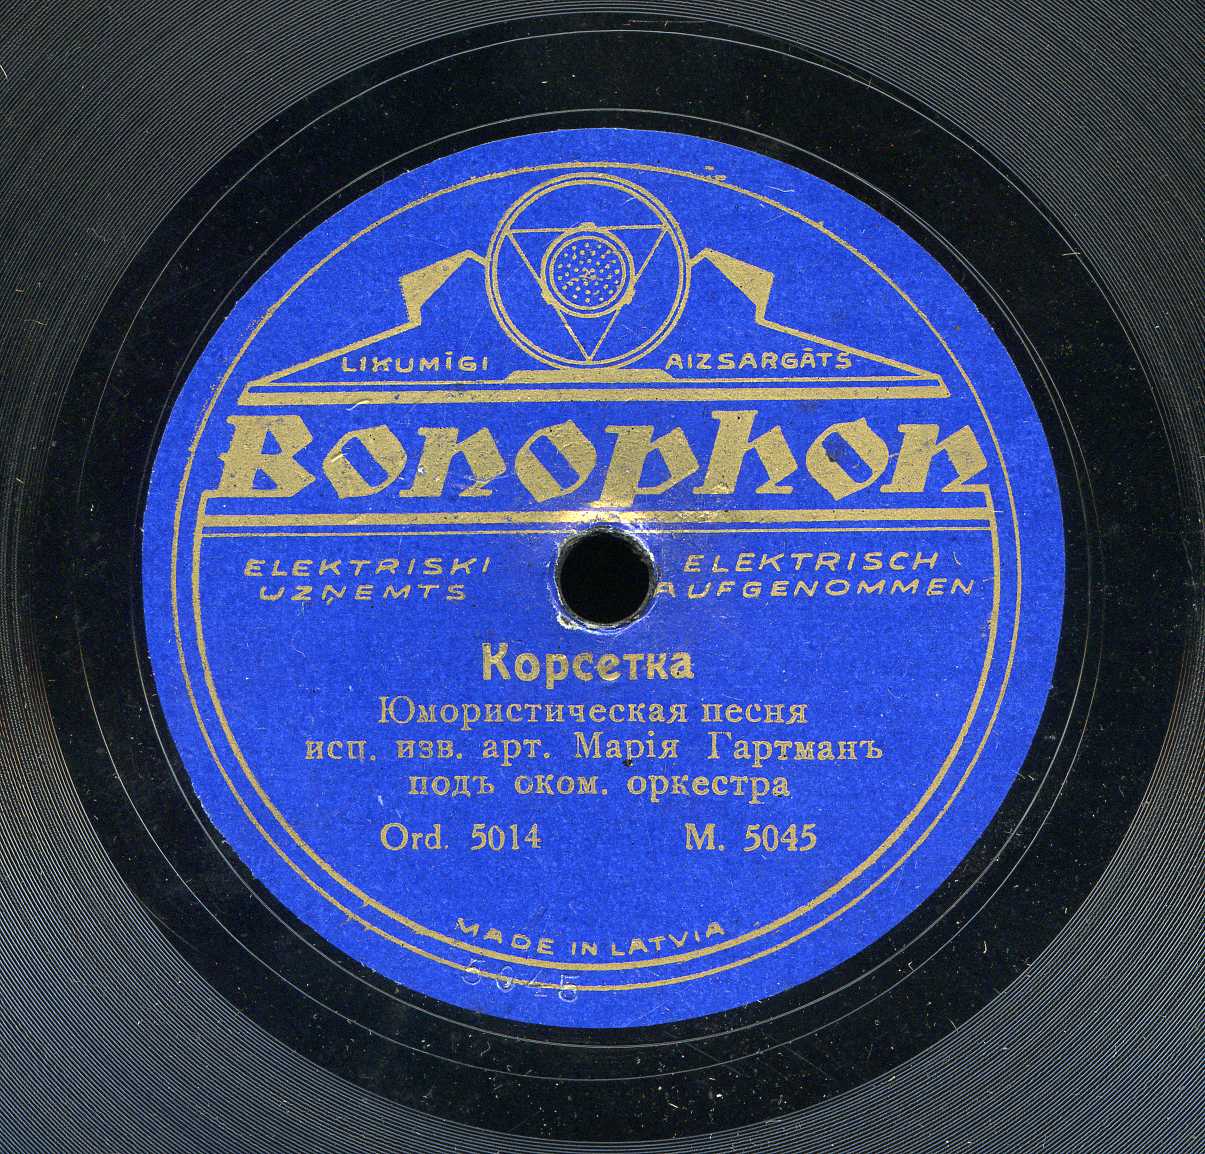 LIKUMĪGI AIZSARGĀTS
Bonophon
ELEKTRISKI ELEKTRISCH
UZŅEMTS AUFGENOMMEN
Корсетка
Юмористическая песня
исп. изв. арт. Марія Гартманъ
подъ оком. оркестра
Ord. 5014 M. 5045
MADE IN LATVIA
5045